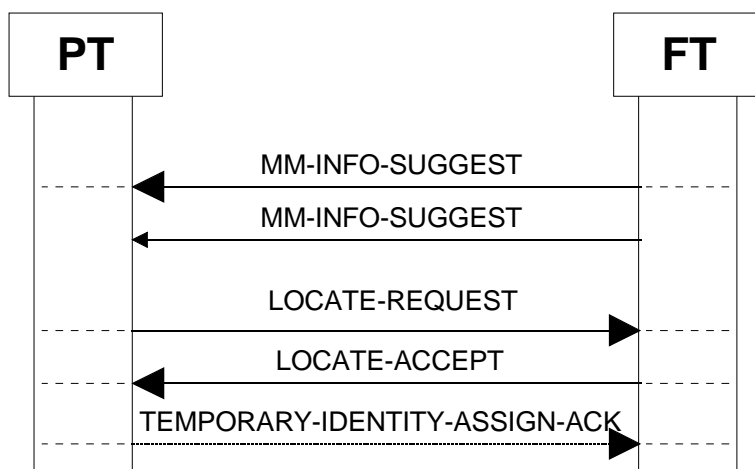 PT
FT
MM-INFO-SUGGEST
MM-INFO-SUGGEST
LOCATE-REQUEST
LOCATE-ACCEPT
TEMPORARY-IDENTITY-ASSIGN-ACK